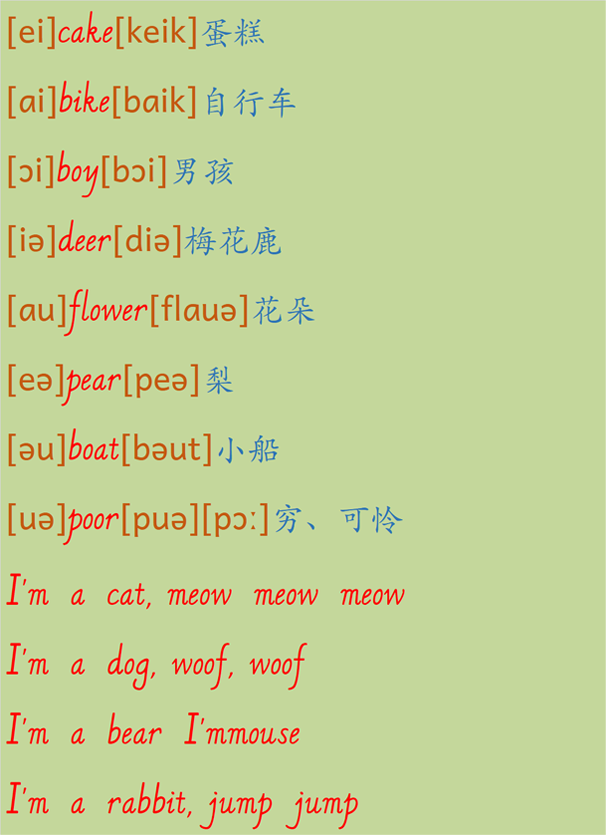 [ei]cake[keik]蛋糕
[ai]bike[baik]自行车
[ɔi]boy[bɔi]男孩
[iə]deer[diə]梅花鹿
[au]flower[flauə]花朵
[eə]pear[peə]梨
[əu]boat[bəut]小船
[uə]poor[puə][pɔː]穷、可怜
I'm a cat, meow meow meow
I'm a dog, woof, woof
I'm a bear I'mmouse
I'm a rabbit, jump jump